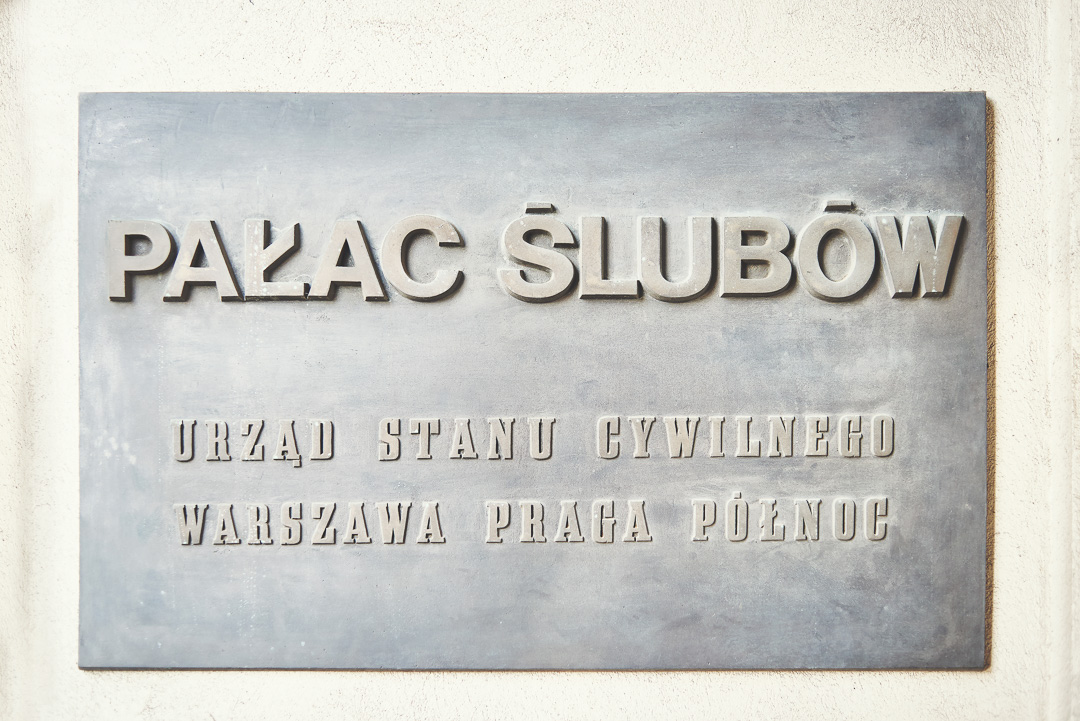 PAŁAC ŚLUBÓW
URZĄD STANU CYWILNEGO
WARSZAWA PRAGA PÓŁNOC